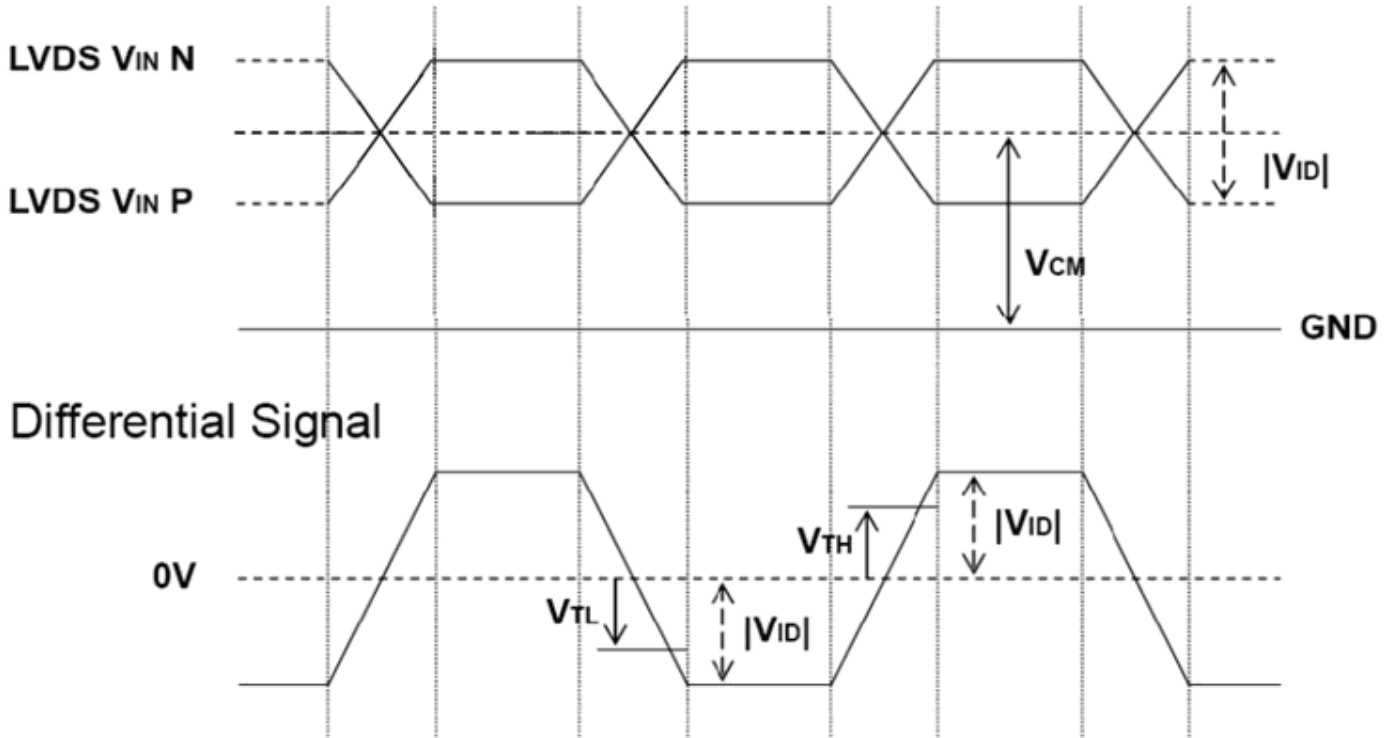 LVDS VIN N
LVDS VIN P
|VID|
VCM
GND
Differential Signal
VTH
|VID|
0V
VTL
|VID|